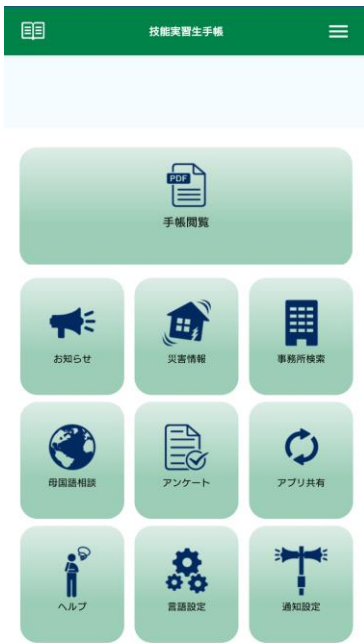 技能実習生手帳
PDF
手帳閲覧
お知らせ
災害情報
事務所検索
母国語相談
アンケート
アプリ共有
ヘルプ
言語設定
通知設定